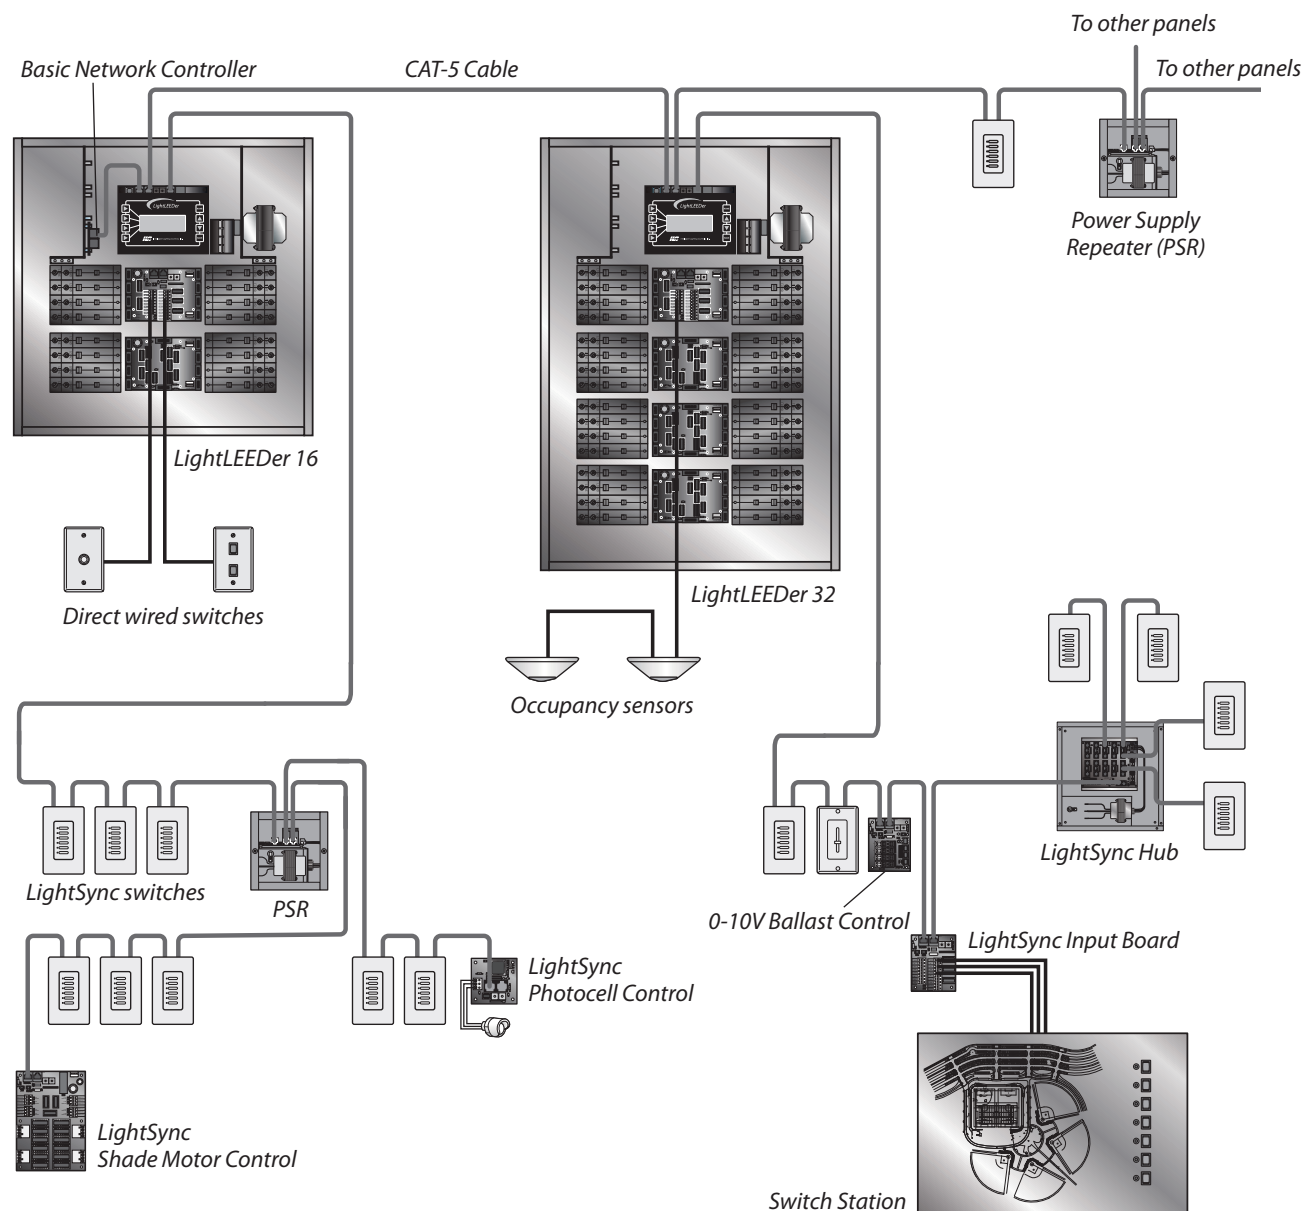 To other panels
Basic Network Controller
CAT-5 Cable
To other panels
LightLEEDer
LightLEEDer
Power Supply
Repeater (PSR)
LightLEEDer 16
Direct wired switches
LightLEEDer 32
Occupancy sensors
LightSync Hub
LightSync switches
PSR
0-10V Ballast Control
LightSync Input Board
LightSync
Photocell Control
LightSync
Shade Motor Control
Switch Station